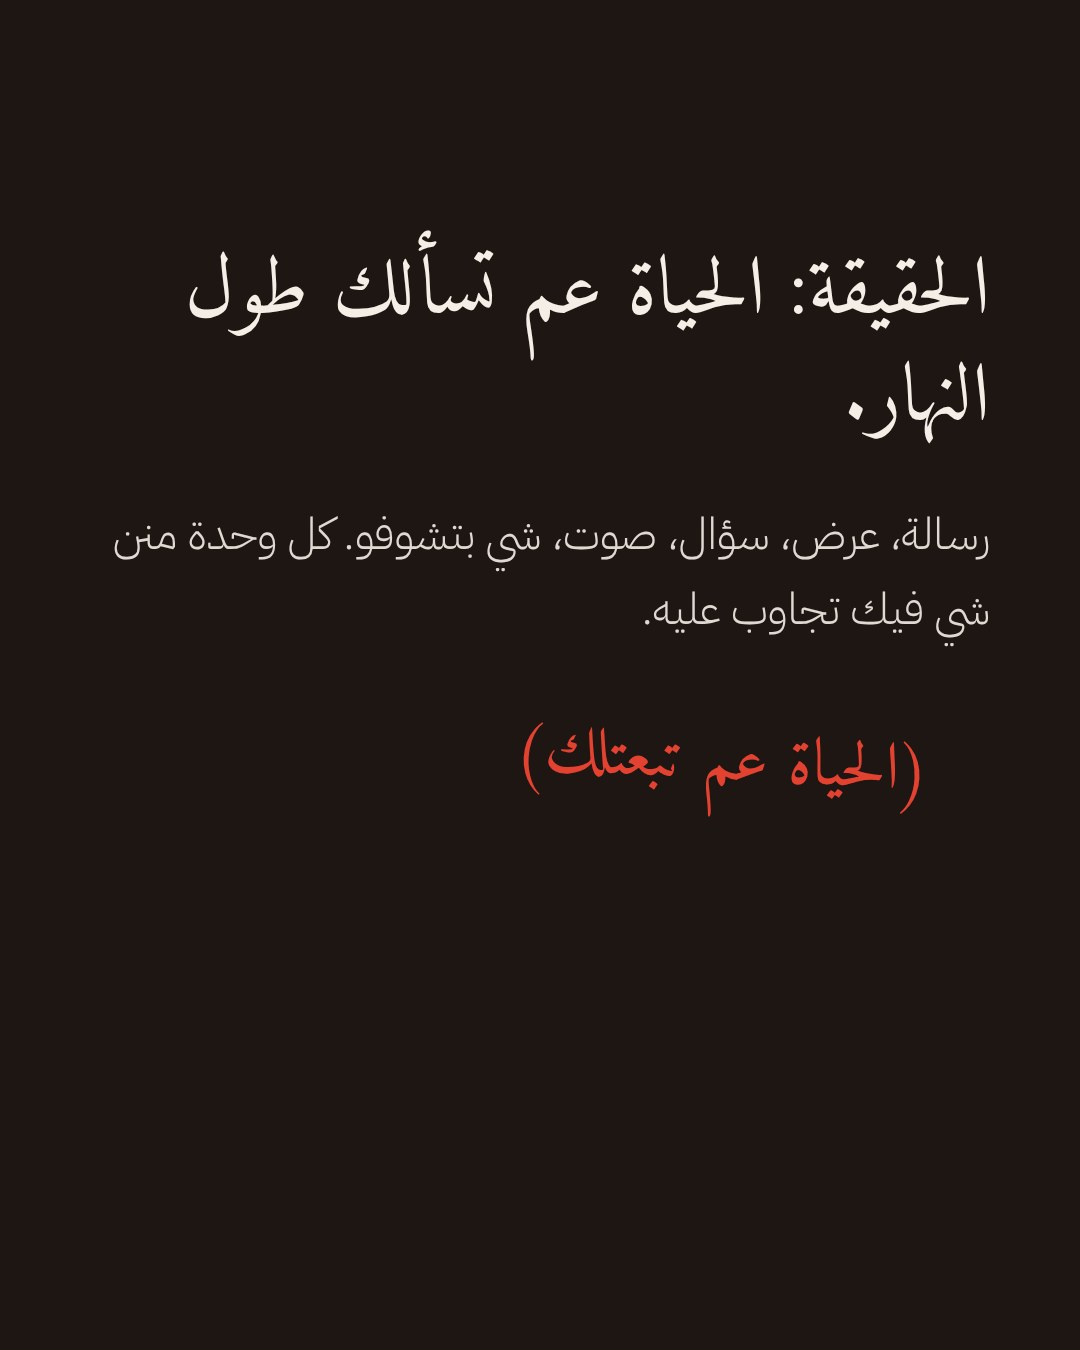 الحقيقة: الحياة عم تسألك طول
النهار.
رسالة، عرض، سؤال، صوت، شي بتشوفو. كل وحدة منن
شي فيك تجاوب عليه.
(الحياة عم تبعتلك)